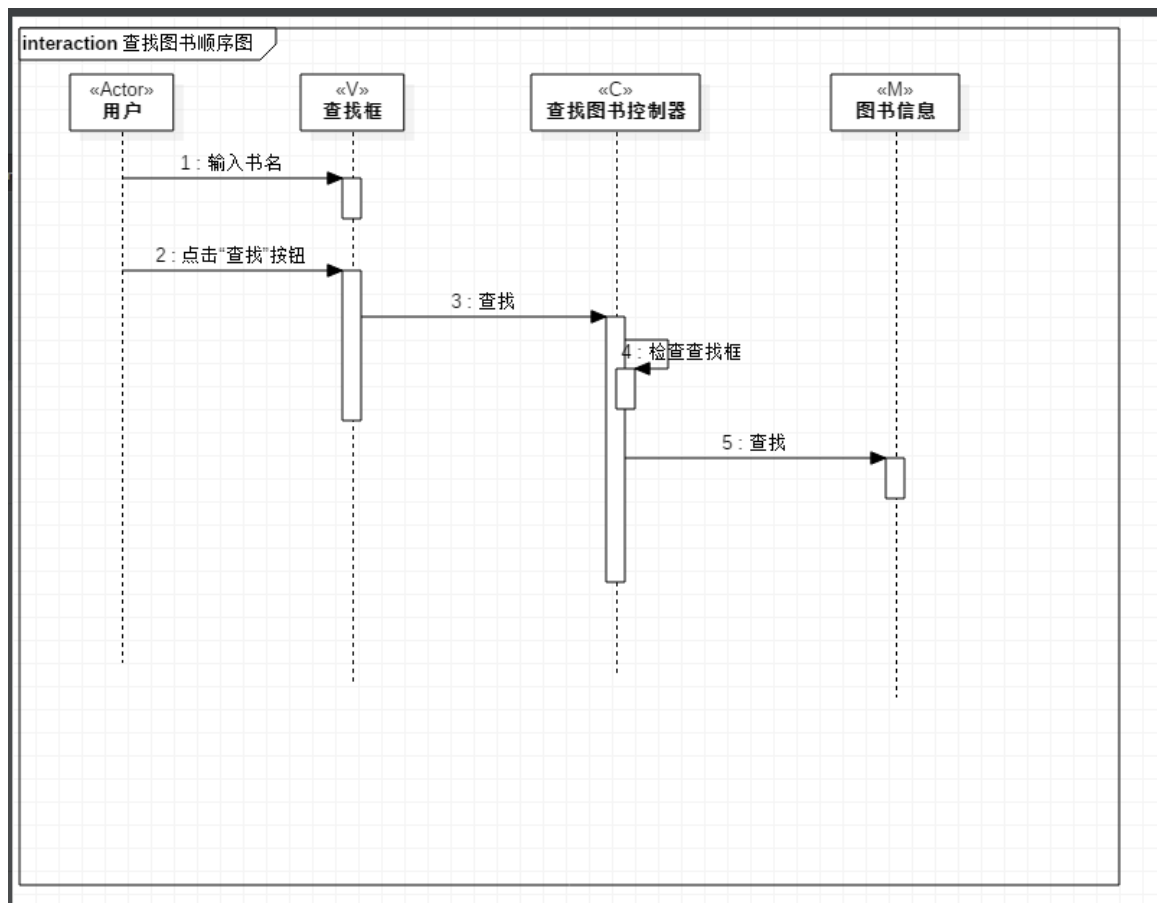 interaction 查找图书顺序图
«Actor»
用户
«V»
查找框
«C»
查找图书控制器
«M»
图书信息
1 : 输入书名
2 : 点击“查找”按钮
3 : 查找
4 : 检查查找框
5 : 查找